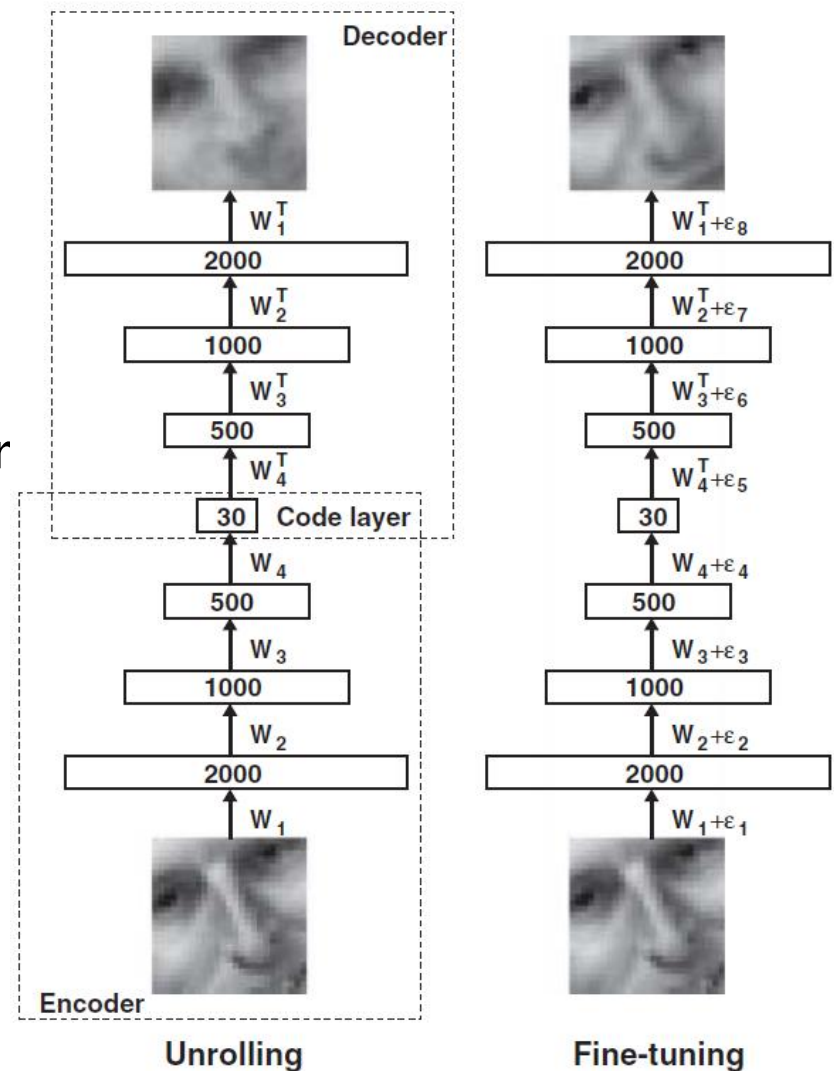 Decoder
W₁ᵀ
2000
W₂ᵀ
1000
W₃ᵀ
500
r
W₄ᵀ
30
Code layer
W₄
500
W₃
1000
W₂
2000
W₁
Encoder
Unrolling
W₁ᵀ+ε₈
2000
W₂ᵀ+ε₇
1000
W₃ᵀ+ε₆
500
W₄ᵀ+ε₅
30
W₄+ε₄
500
W₃+ε₃
1000
W₂+ε₂
2000
W₁+ε₁
Fine-tuning